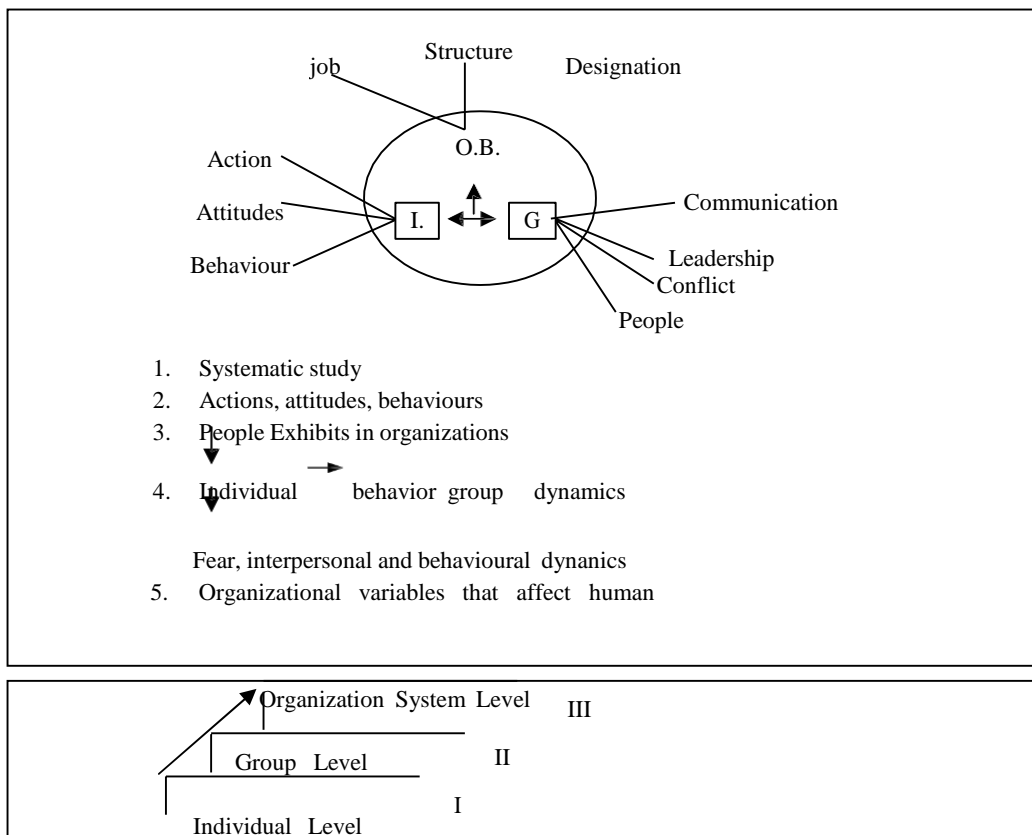 Structure
job
Designation
O.B.
Action
Attitudes
I.
G
Communication
Behaviour
Leadership
Conflict
People
1. Systematic study
2. Actions, attitudes, behaviours
3. People Exhibits in organizations
4. Individual behavior group dynamics
Fear, interpersonal and behavioural dynanics
5. Organizational variables that affect human
Organization System Level III
Group Level II
Individual Level I